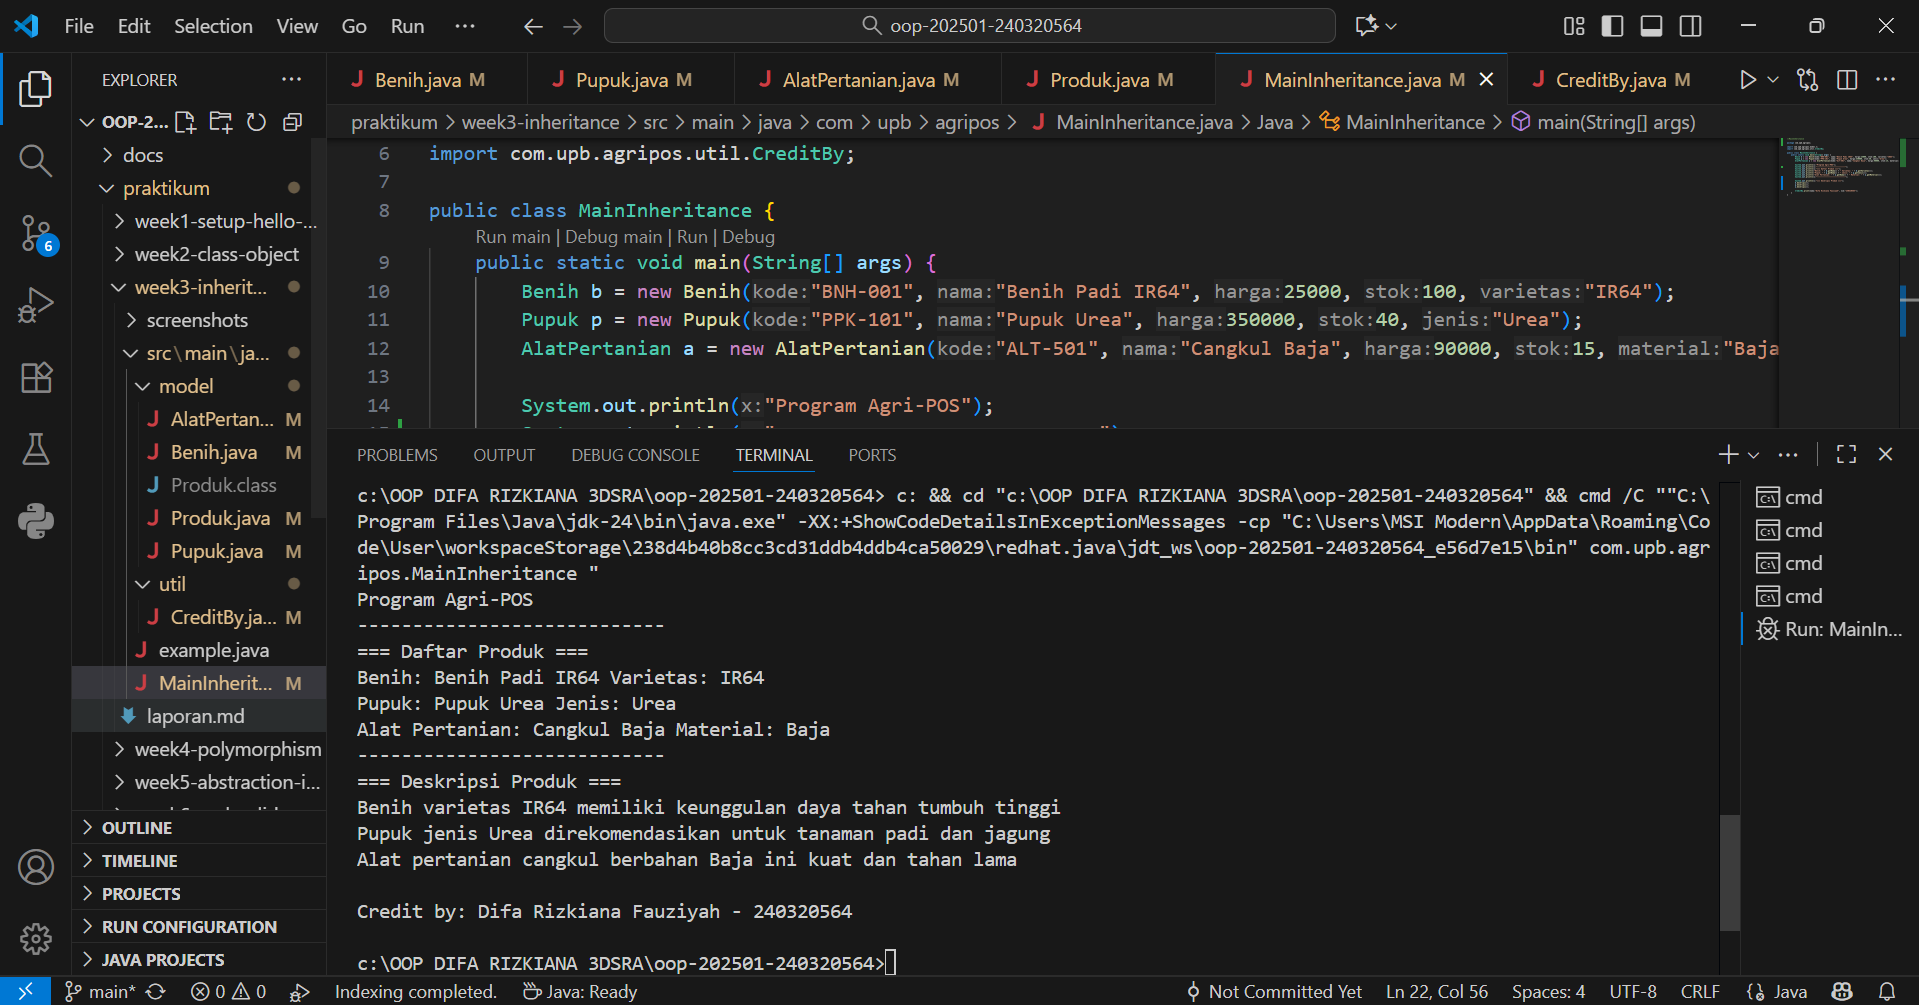 File Edit Selection View Go Run ··· oop-202501-240320564
EXPLORER ···
OOP-2...
docs
praktikum
week1-setup-hello-...
week2-class-object
week3-inherit...
screenshots
src\main\ja...
model
AlatPertan... M
Benih.java M
Produk.class
Produk.java M
Pupuk.java M
util
CreditBy.ja... M
example.java
MainInherit... M
laporan.md
week4-polymorphism
week5-abstraction-i...
OUTLINE
TIMELINE
PROJECTS
RUN CONFIGURATION
JAVA PROJECTS
6
Benih.java M Pupuk.java M AlatPertanian.java M Produk.java M MainInheritance.java M CreditBy.java M
praktikum > week3-inheritance > src > main > java > com > upb > agripos > MainInheritance.java > Java > MainInheritance > main(String[] args)
6 import com.upb.agripos.util.CreditBy;
7
8 public class MainInheritance {
Run main | Debug main | Run | Debug
9 public static void main(String[] args) {
10 Benih b = new Benih(kode:"BNH-001", nama:"Benih Padi IR64", harga:25000, stok:100, varietas:"IR64");
11 Pupuk p = new Pupuk(kode:"PPK-101", nama:"Pupuk Urea", harga:350000, stok:40, jenis:"Urea");
12 AlatPertanian a = new AlatPertanian(kode:"ALT-501", nama:"Cangkul Baja", harga:90000, stok:15, material:"Baja
13
14 System.out.println(x:"Program Agri-POS");
PROBLEMS OUTPUT DEBUG CONSOLE TERMINAL PORTS
c:\OOP DIFA RIZKIANA 3DSRA\oop-202501-240320564> c: && cd "c:\OOP DIFA RIZKIANA 3DSRA\oop-202501-240320564" && cmd /C ""C:\
Program Files\Java\jdk-24\bin\java.exe" -XX:+ShowCodeDetailsInExceptionMessages -cp "C:\Users\MSI Modern\AppData\Roaming\Co
de\User\workspaceStorage\238d4b40b8cc3cd31ddb4ddb4ca50029\redhat.java\jdt_ws\oop-202501-240320564_e56d7e15\bin" com.upb.agr
ipos.MainInheritance "
Program Agri-POS
----------------------------
=== Daftar Produk ===
Benih: Benih Padi IR64 Varietas: IR64
Pupuk: Pupuk Urea Jenis: Urea
Alat Pertanian: Cangkul Baja Material: Baja
----------------------------
=== Deskripsi Produk ===
Benih varietas IR64 memiliki keunggulan daya tahan tumbuh tinggi
Pupuk jenis Urea direkomendasikan untuk tanaman padi dan jagung
Alat pertanian cangkul berbahan Baja ini kuat dan tahan lama
Credit by: Difa Rizkiana Fauziyah - 240320564
c:\OOP DIFA RIZKIANA 3DSRA\oop-202501-240320564>
cmd
cmd
cmd
cmd
Run: MainIn...
main* 0 0 Indexing completed. Java: Ready Not Committed Yet Ln 22, Col 56 Spaces: 4 UTF-8 CRLF {} Java